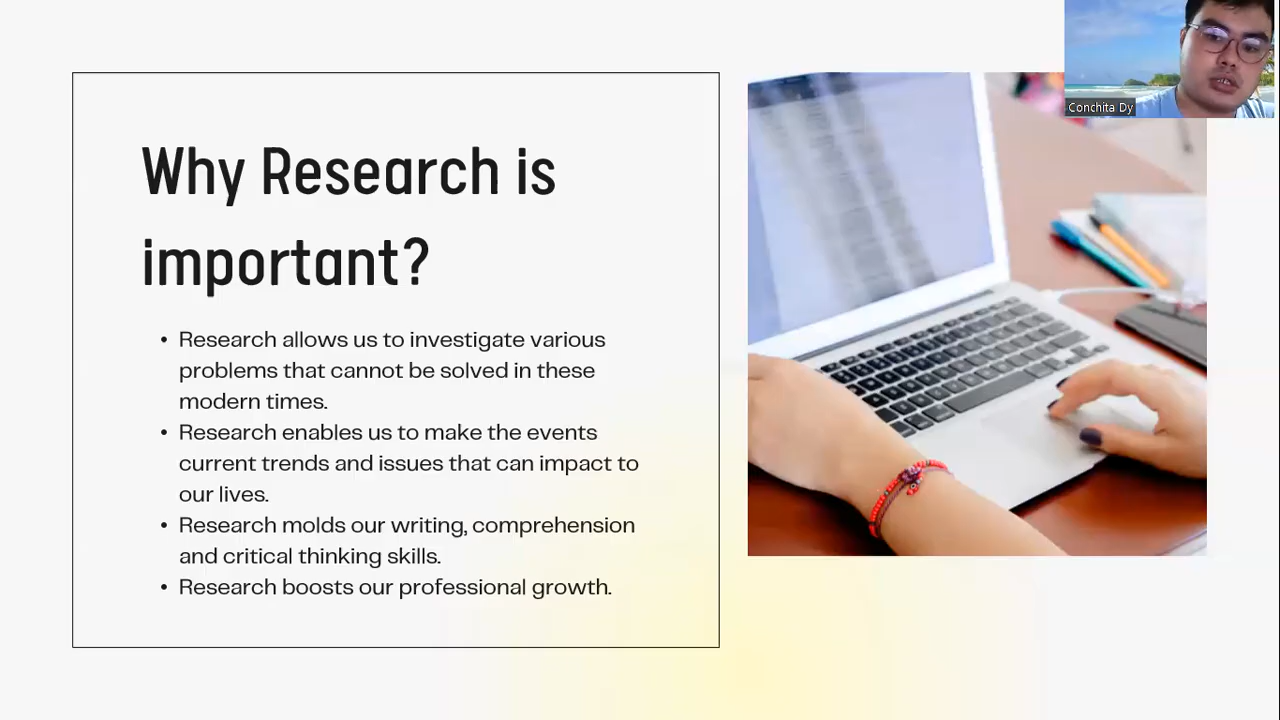 Why Research is
important?
• Research allows us to investigate various
problems that cannot be solved in these
modern times.
• Research enables us to make the events
current trends and issues that can impact to
our lives.
• Research molds our writing, comprehension
and critical thinking skills.
• Research boosts our professional growth.
Conchita Dy